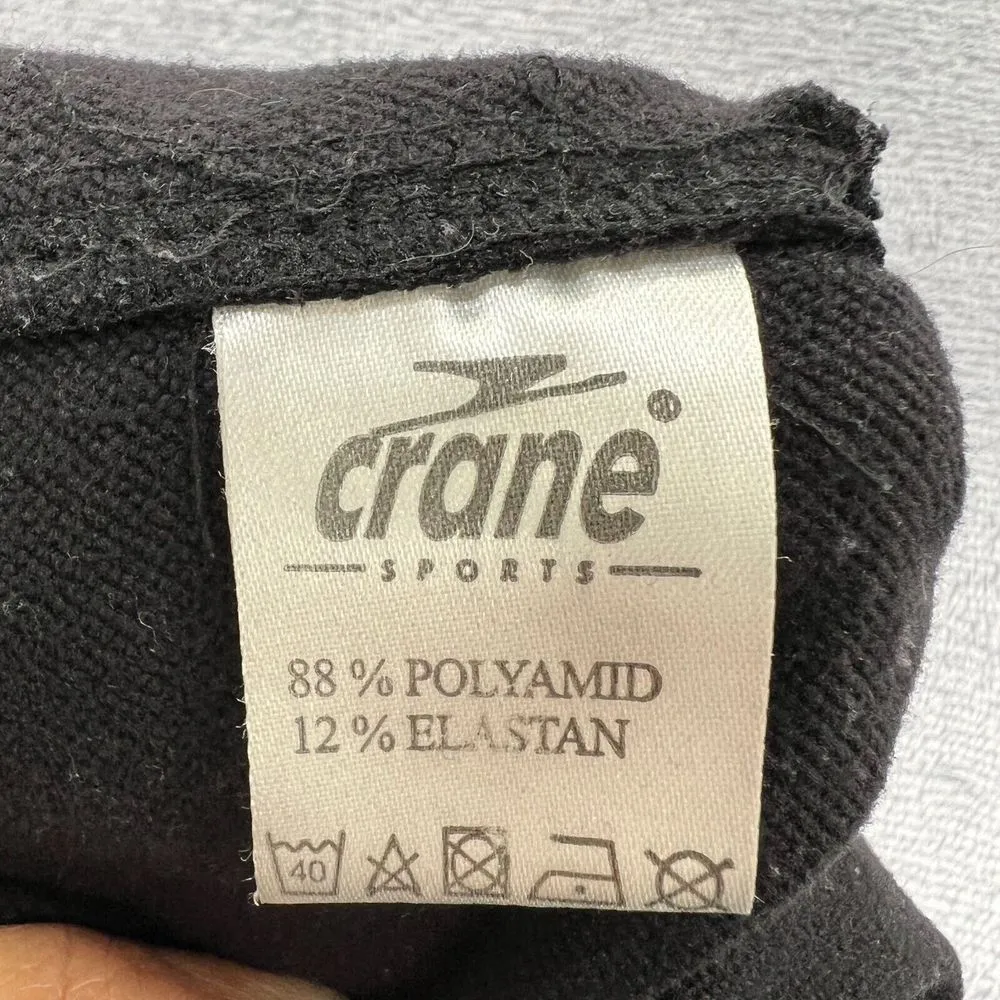 crane®
SPORTS
88 % POLYAMID
12 % ELASTAN
40